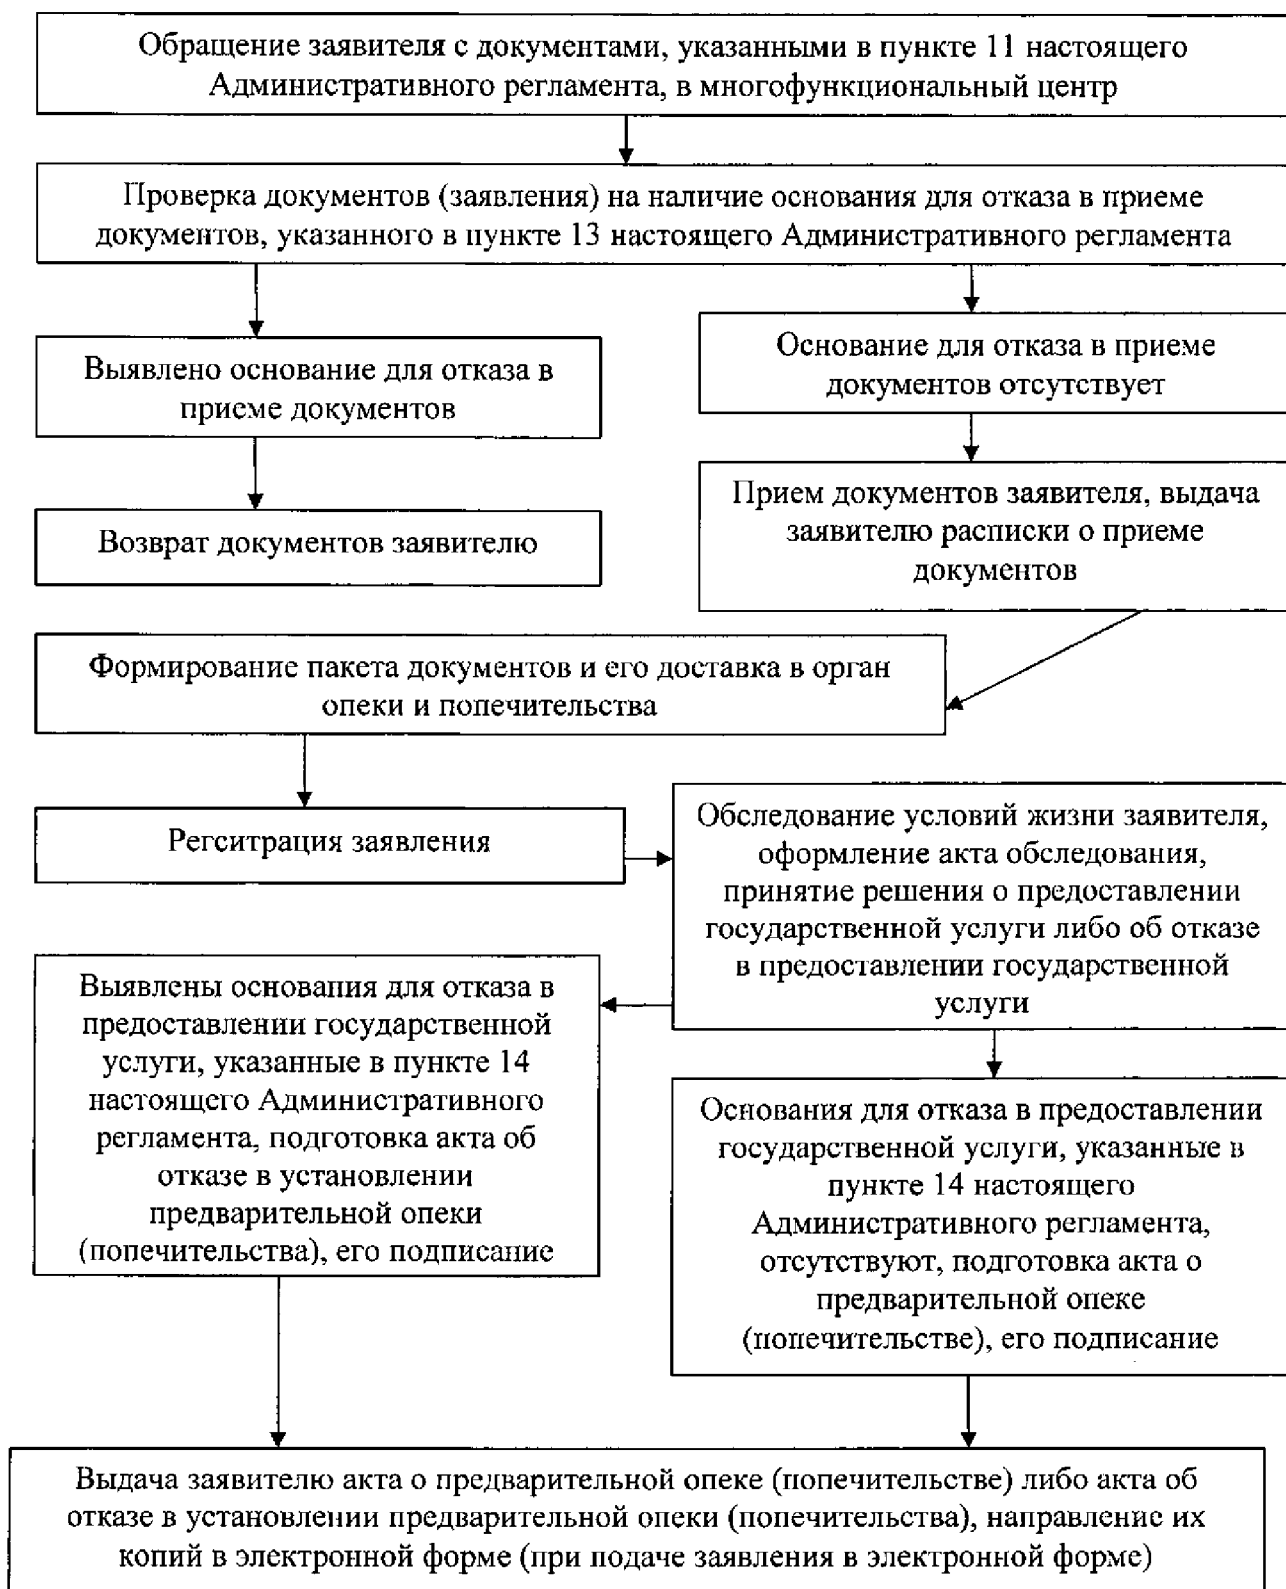 Обращение заявителя с документами, указанными в пункте 11 настоящего
Административного регламента, в многофункциональный центр
Проверка документов (заявления) на наличие основания для отказа в приеме
документов, указанного в пункте 13 настоящего Административного регламента
Выявлено основание для отказа в
приеме документов
Основание для отказа в приеме
документов отсутствует
Возврат документов заявителю
Прием документов заявителя, выдача
заявителю расписки о приеме
документов
Формирование пакета документов и его доставка в орган
опеки и попечительства
Регситрация заявления
Обследование условий жизни заявителя,
оформление акта обследования,
принятие решения о предоставлении
государственной услуги либо об отказе
в предоставлении государственной
услуги
Выявлены основания для отказа в
предоставлении государственной
услуги, указанные в пункте 14
настоящего Административного
регламента, подготовка акта об
отказе в установлении
предварительной опеки
(попечительства), его подписание
Основания для отказа в предоставлении
государственной услуги, указанные в
пункте 14 настоящего
Административного регламента,
отсутствуют, подготовка акта о
предварительной опеке
(попечительстве), его подписание
Выдача заявителю акта о предварительной опеке (попечительстве) либо акта об
отказе в установлении предварительной опеки (попечительства), направление их
копий в электронной форме (при подаче заявления в электронной форме)